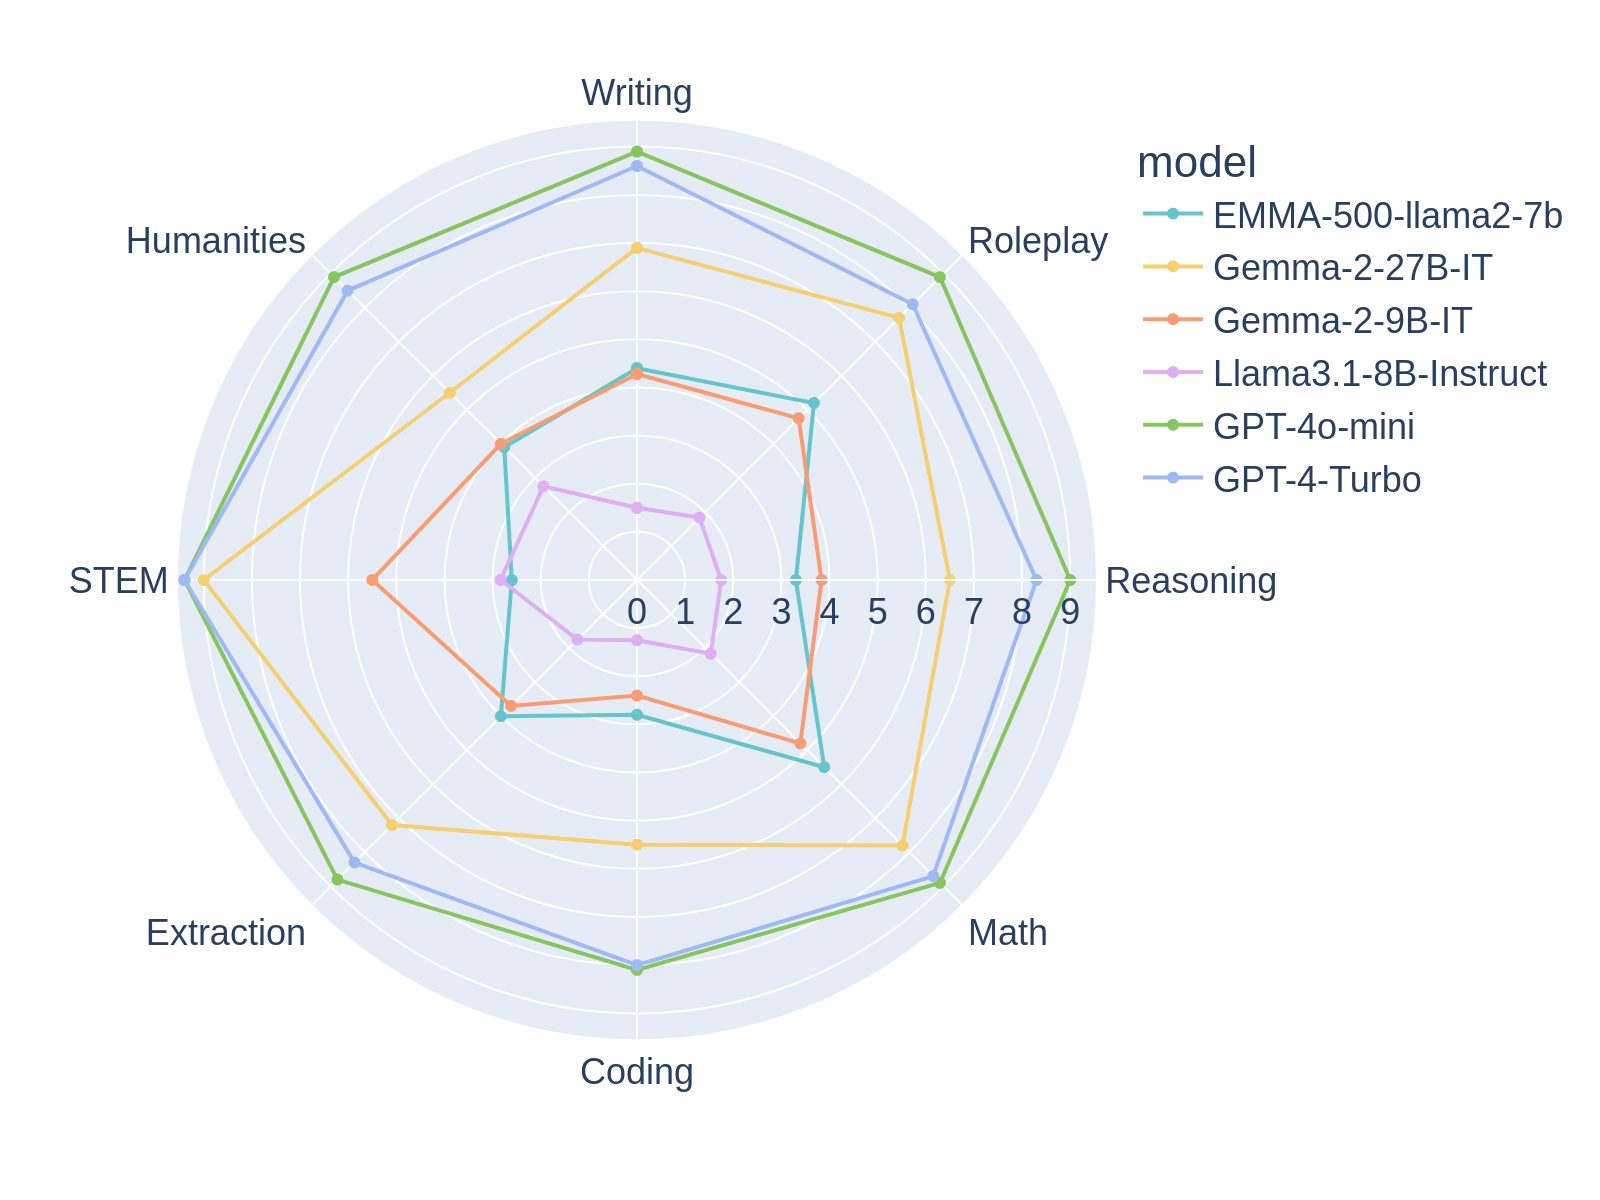 Writing
Humanities
Roleplay
STEM
Reasoning
0 1 2 3 4 5 6 7 8 9
Extraction
Math
Coding
model
EMMA-500-llama2-7b
Gemma-2-27B-IT
Gemma-2-9B-IT
Llama3.1-8B-Instruct
GPT-4o-mini
GPT-4-Turbo